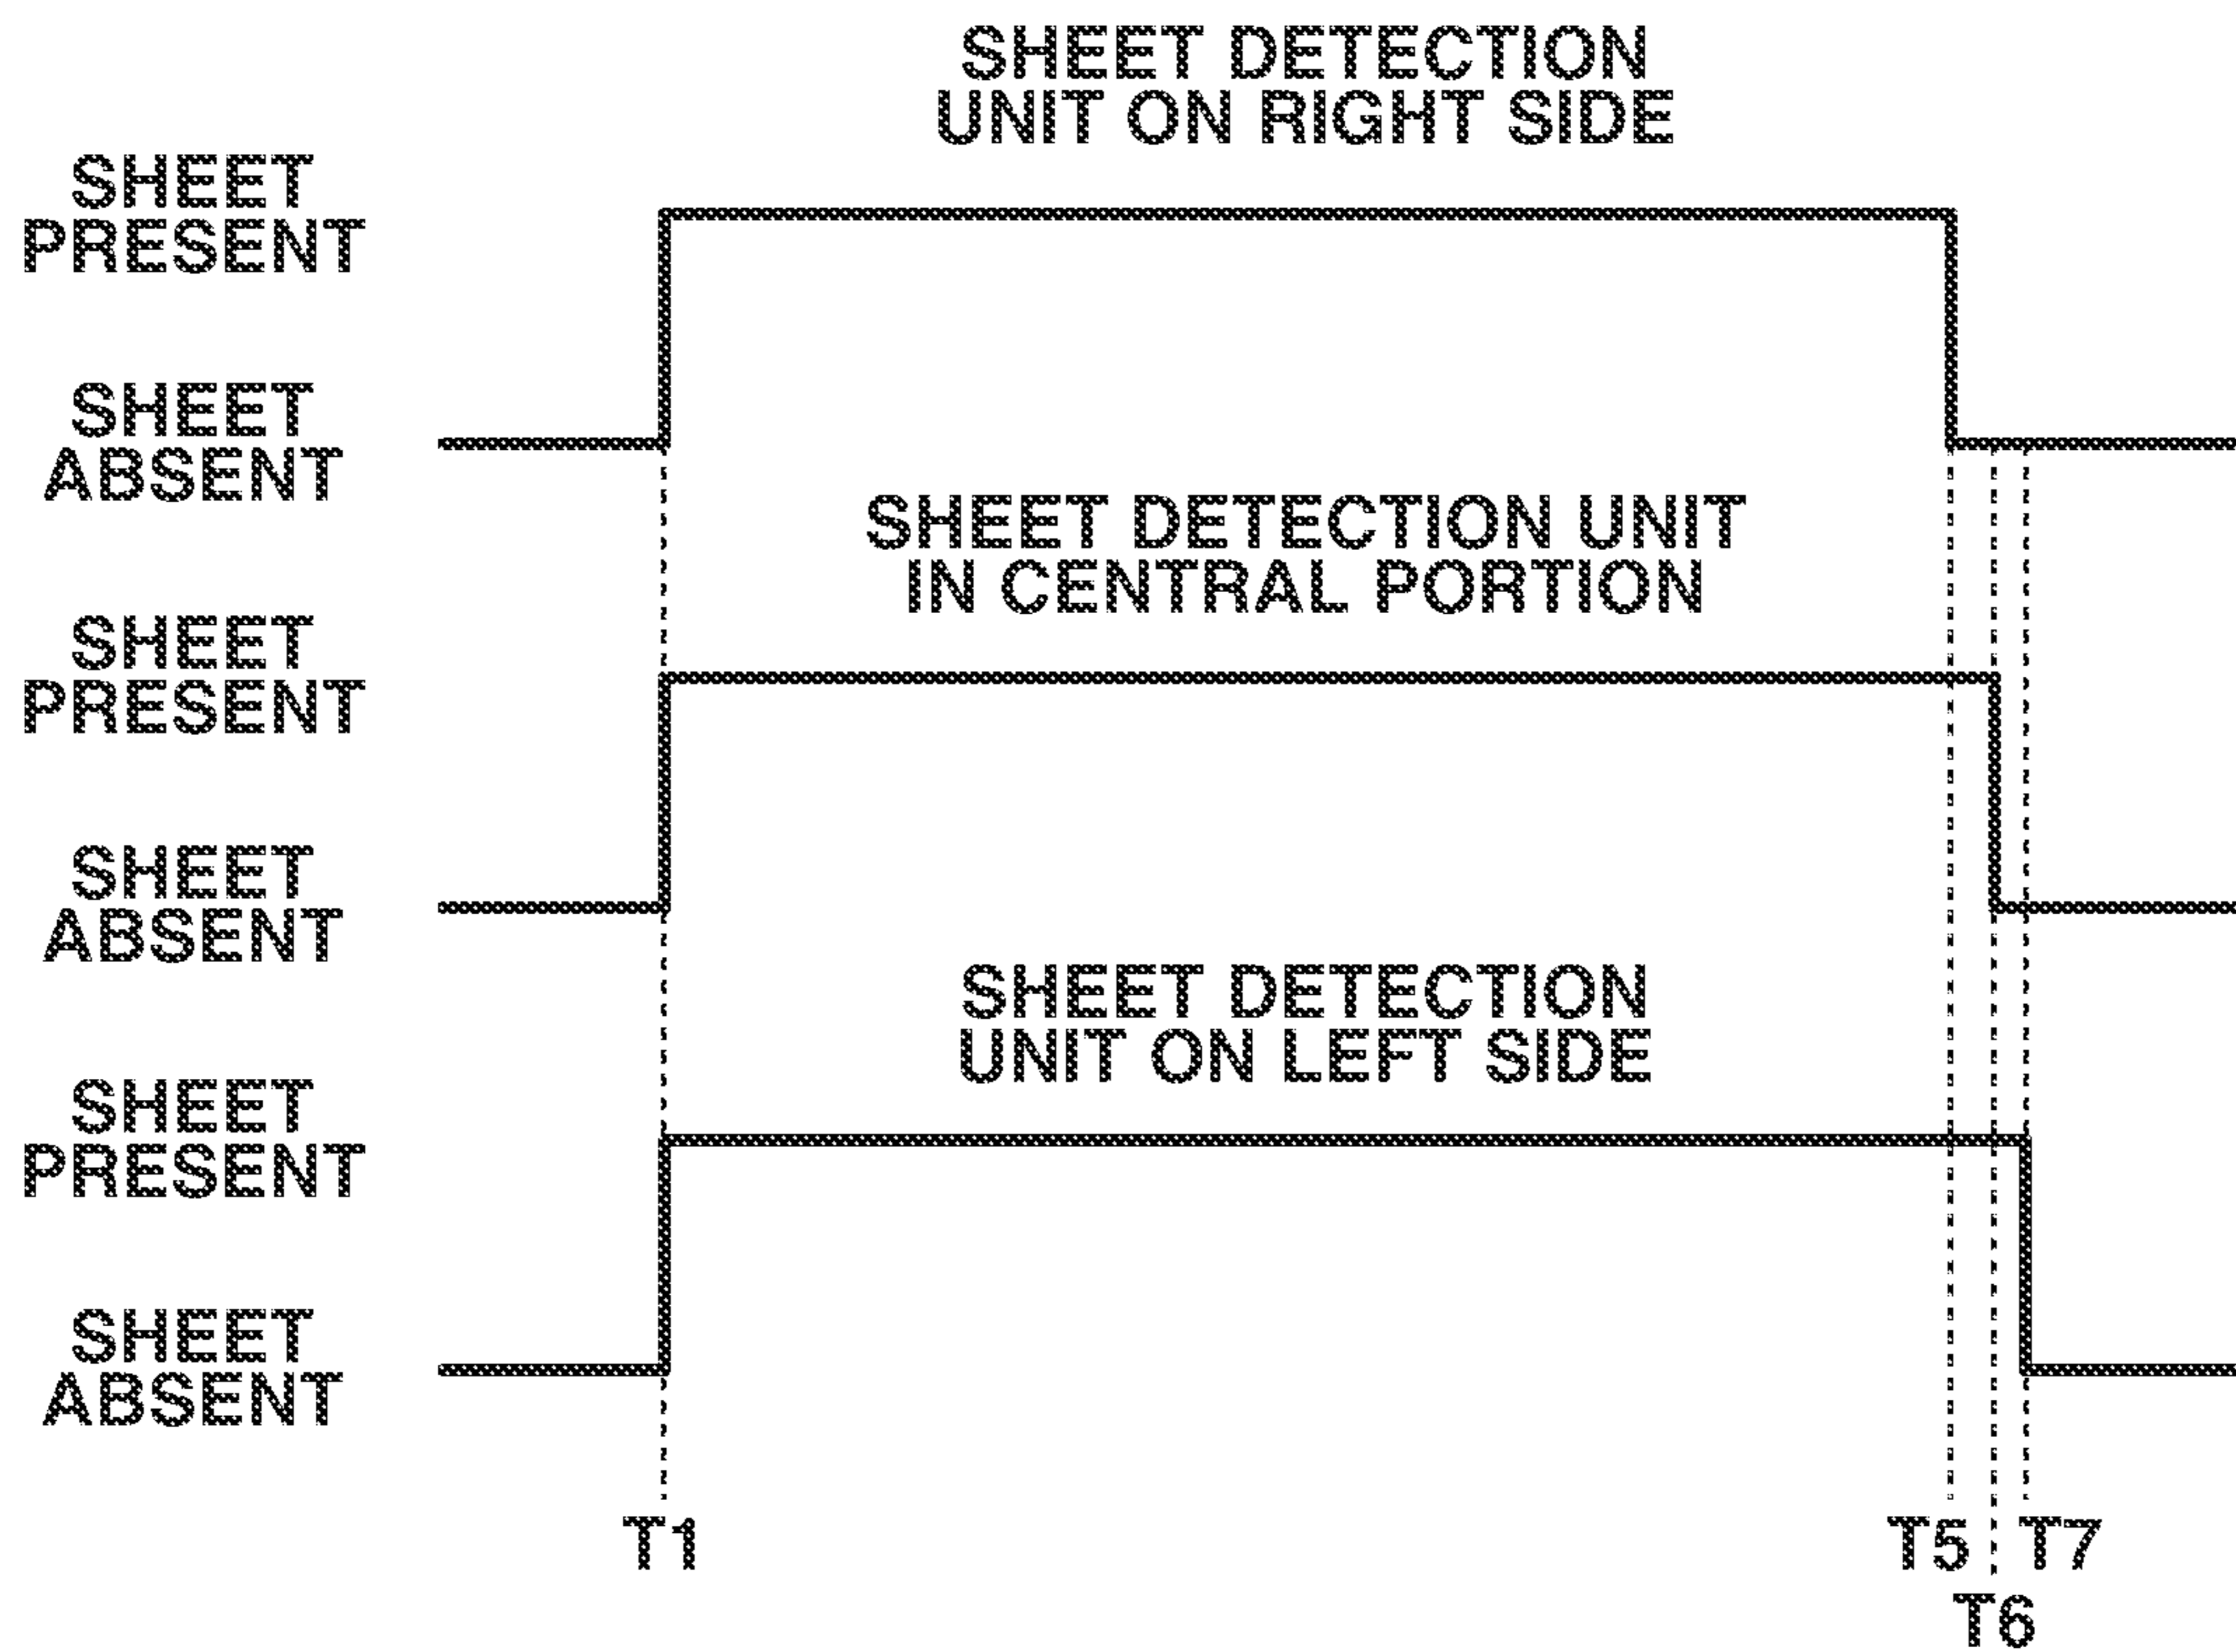 SHEET DETECTION
UNIT ON RIGHT SIDE
SHEET
PRESENT
SHEET
ABSENT
SHEET DETECTION UNIT
IN CENTRAL PORTION
SHEET
PRESENT
SHEET
ABSENT
SHEET DETECTION
UNIT ON LEFT SIDE
SHEET
PRESENT
SHEET
ABSENT
T1
T5
T7
T6